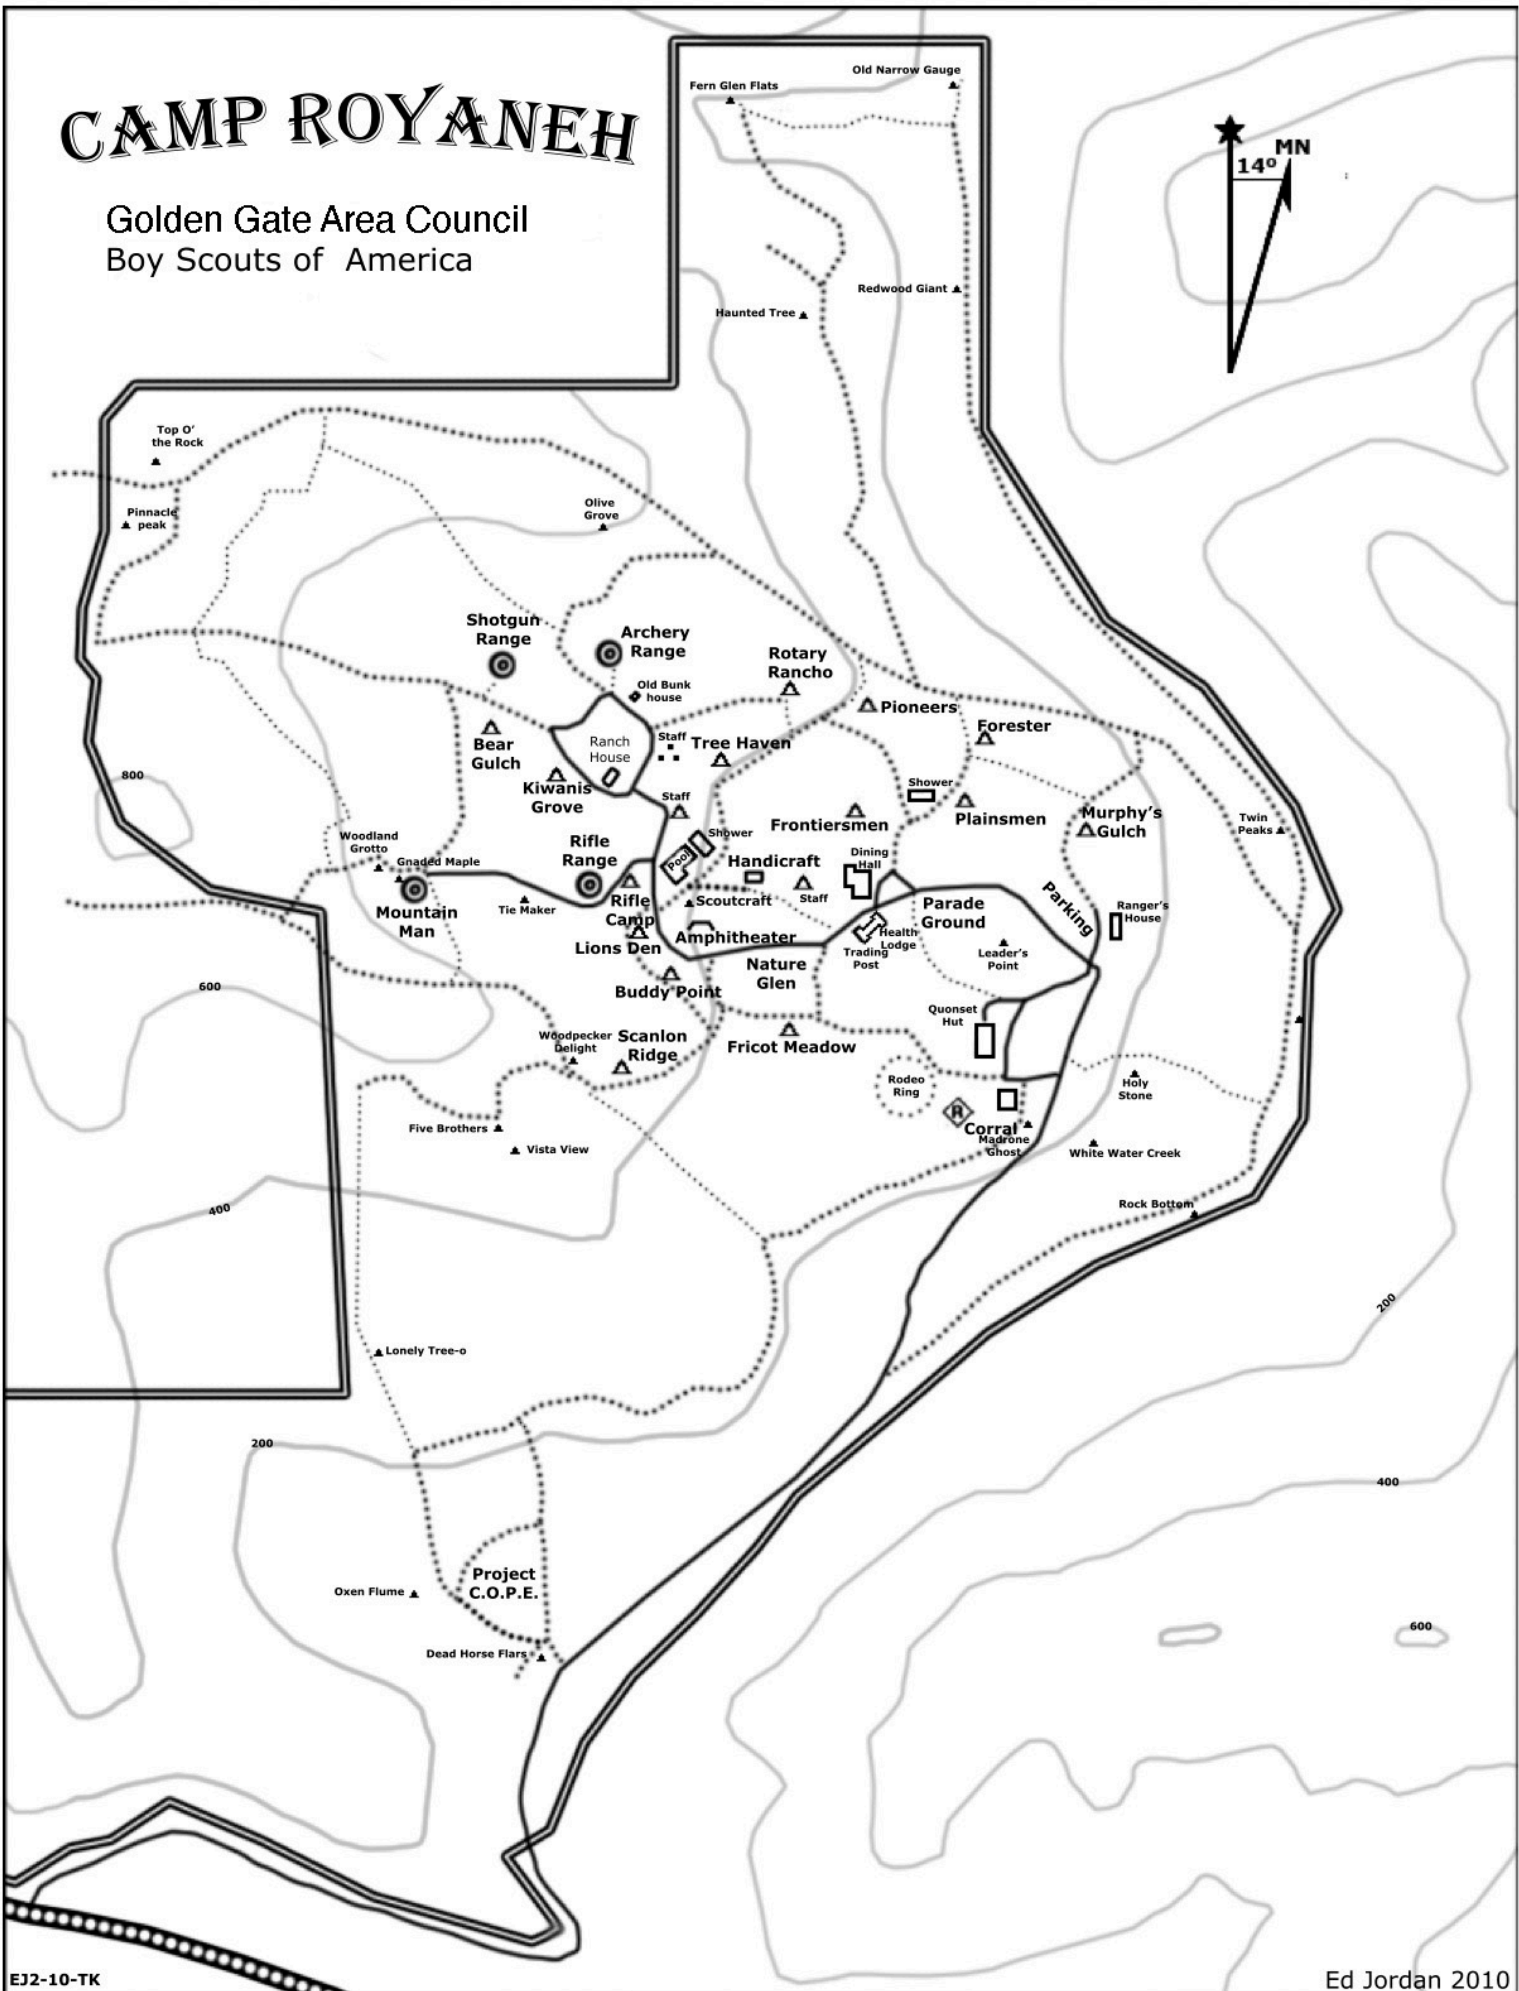 CAMP ROYANEH
Golden Gate Area Council
Boy Scouts of America
Fern Glen Flats
Old Narrow Gauge
MN
14º
Redwood Giant
Haunted Tree
Top O'
the Rock
Pinnacle
peak
Olive
Grove
Shotgun
Range
Archery
Range
Rotary
Rancho
Old Bunk
house
Pioneers
Forester
Bear
Gulch
Ranch
House
Staff
Tree Haven
Kiwanis
Grove
800
Staff
Shower
Plainsmen
Murphy's
Gulch
Twin
Peaks
Frontiersmen
Woodland
Grotto
Gnaded Maple
Rifle
Range
Pool
Shower
Handicraft
Dining
Hall
Mountain
Man
Tie Maker
Rifle
Camp
Scoutcraft
Staff
Parade
Ground
Parking
Ranger's
House
Lions Den
Amphitheater
Health
Lodge
Trading
Post
Leader's
Point
Nature
Glen
Buddy Point
600
Quonset
Hut
Woodpecker
Delight
Scanlon
Ridge
Fricot Meadow
Rodeo
Ring
R
Holy
Stone
Corral
Madrone
Ghost
Five Brothers
Vista View
White Water Creek
400
Rock Bottom
200
Lonely Tree-o
200
400
Project
C.O.P.E.
Oxen Flume
600
Dead Horse Flars
EJ2-10-TK
Ed Jordan 2010